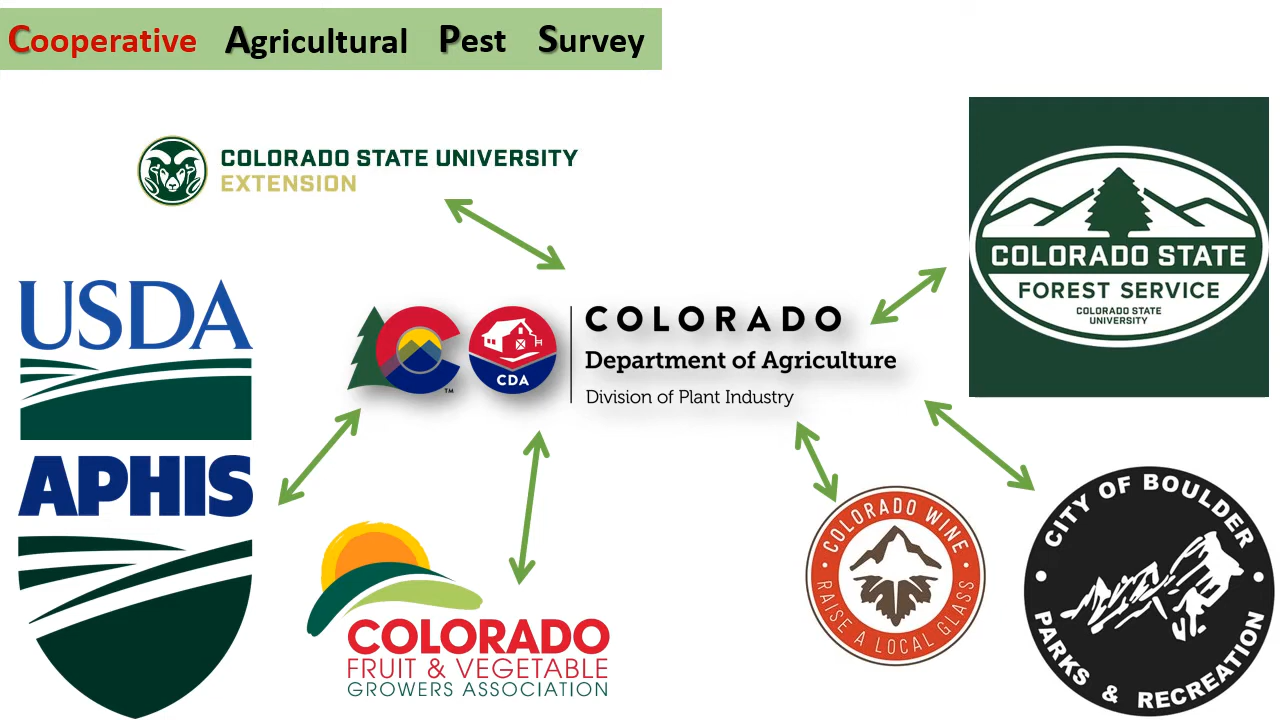 Cooperative Agricultural Pest Survey
COLORADO STATE UNIVERSITY
EXTENSION
COLORADO STATE
FOREST SERVICE
COLORADO STATE
UNIVERSITY
USDA
APHIS
CDA
COLORADO
Department of Agriculture
Division of Plant Industry
TM
COLORADO
FRUIT & VEGETABLE
GROWERS ASSOCIATION
COLORADO WINE
RAISE A LOCAL GLASS
CITY OF BOULDER
PARKS & RECREATION